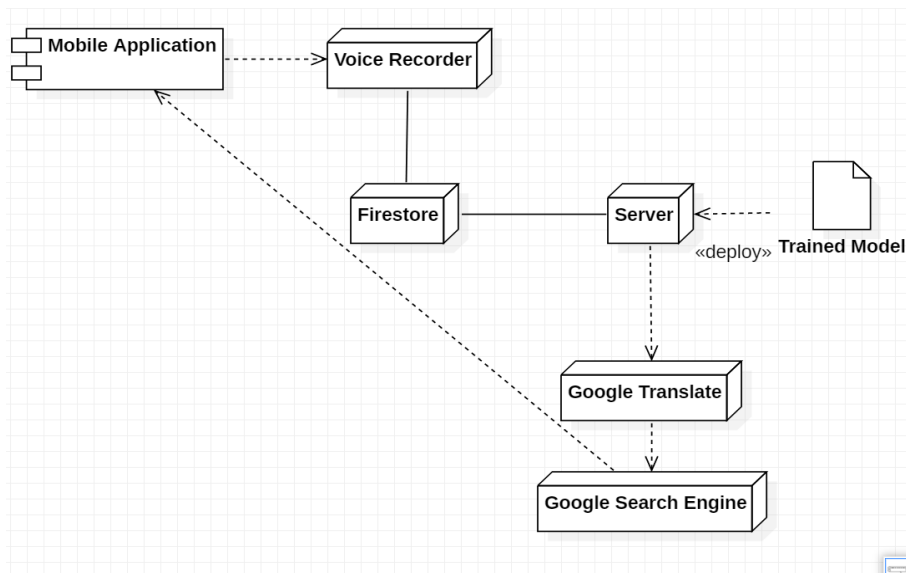 Mobile Application
Voice Recorder
Firestore
Server
«deploy»
Trained Model
Google Translate
Google Search Engine